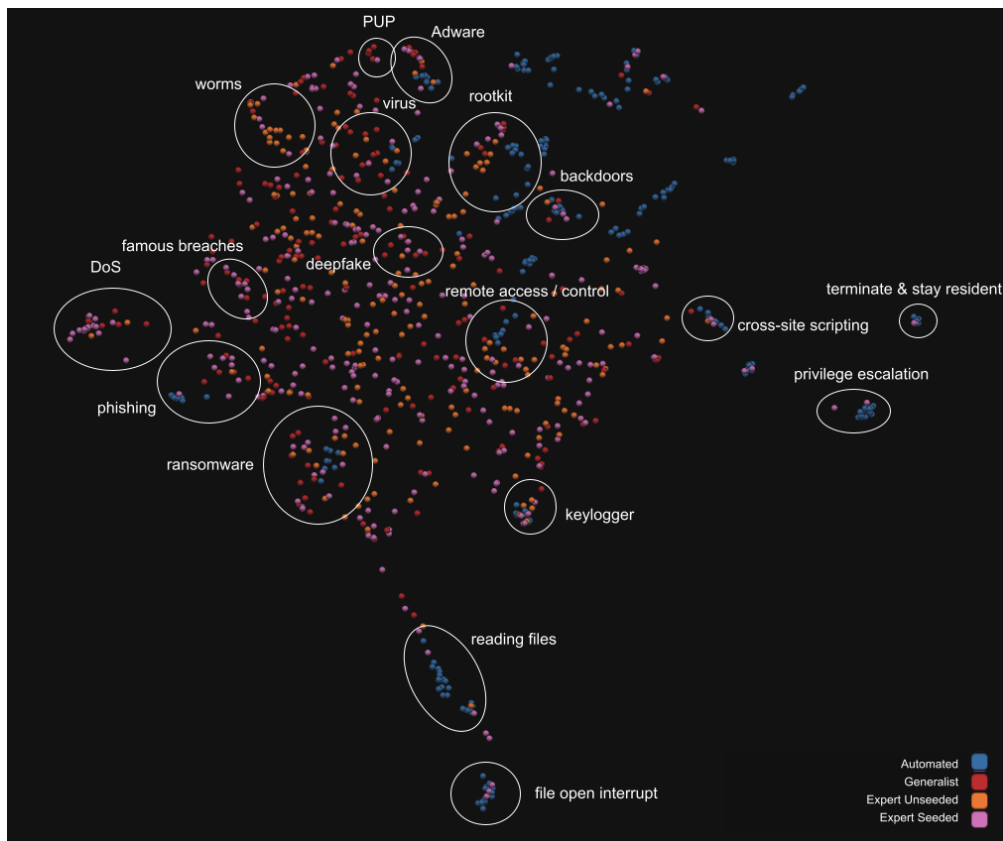 PUP
Adware
worms
virus
rootkit
backdoors
famous breaches
deepfake
DoS
remote access / control
terminate & stay resident
cross-site scripting
phishing
privilege escalation
ransomware
keylogger
reading files
file open interrupt
Automated
Generalist
Expert Unseeded
Expert Seeded